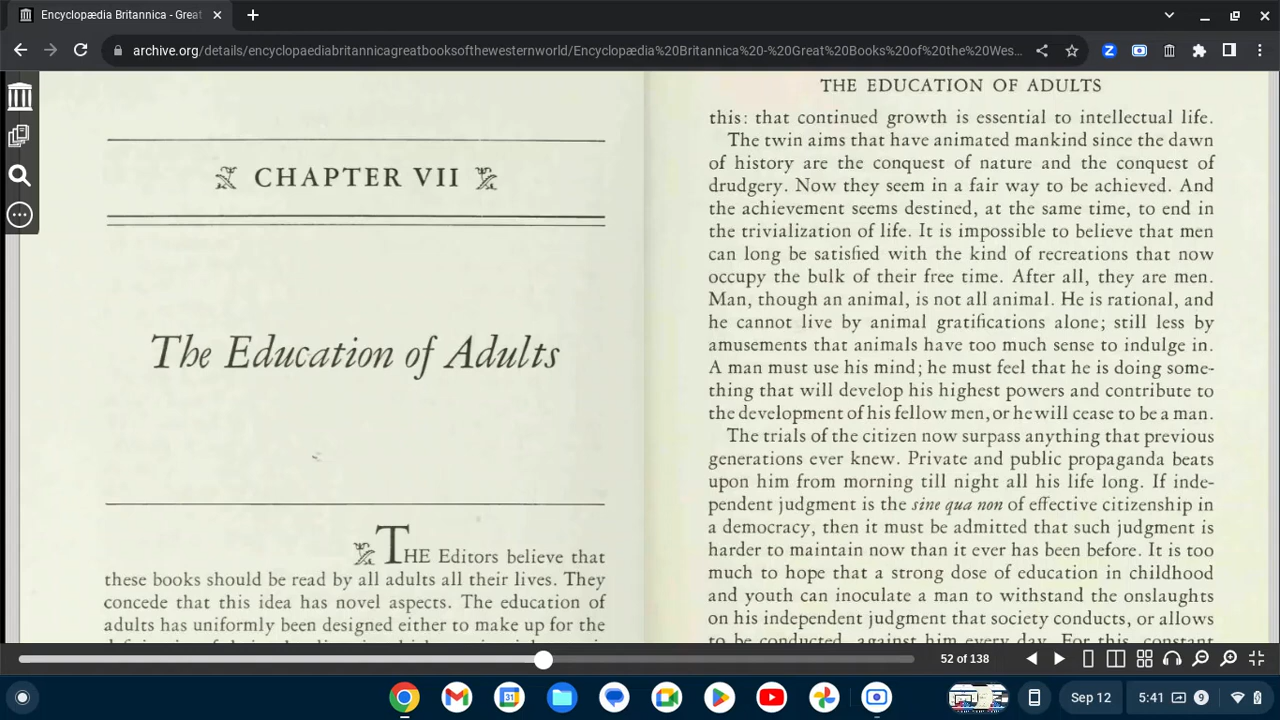 Encyclopædia Britannica - Great
archive.org/details/encyclopaediabritannicagreatbooksofthewesternworld/Encyclopædia%20Britannica%20-%20Great%20Books%20of%20the%20Wes...
CHAPTER VII
The Education of Adults
THE Editors believe that
these books should be read by all adults all their lives. They
concede that this idea has novel aspects. The education of
adults has uniformly been designed either to make up for the
THE EDUCATION OF ADULTS
this: that continued growth is essential to intellectual life.
The twin aims that have animated mankind since the dawn
of history are the conquest of nature and the conquest of
drudgery. Now they seem in a fair way to be achieved. And
the achievement seems destined, at the same time, to end in
the trivialization of life. It is impossible to believe that men
can long be satisfied with the kind of recreations that now
occupy the bulk of their free time. After all, they are men.
Man, though an animal, is not all animal. He is rational, and
he cannot live by animal gratifications alone; still less by
amusements that animals have too much sense to indulge in.
A man must use his mind; he must feel that he is doing some-
thing that will develop his highest powers and contribute to
the development of his fellow men, or he will cease to be a man.
The trials of the citizen now surpass anything that previous
generations ever knew. Private and public propaganda beats
upon him from morning till night all his life long. If inde-
pendent judgment is the sine qua non of effective citizenship in
a democracy, then it must be admitted that such judgment is
harder to maintain now than it ever has been before. It is too
much to hope that a strong dose of education in childhood
and youth can inoculate a man to withstand the onslaughts
on his independent judgment that society conducts, or allows
to be conducted, against him every day. For this, constant
52 of 138
Sep 12
5:41
9